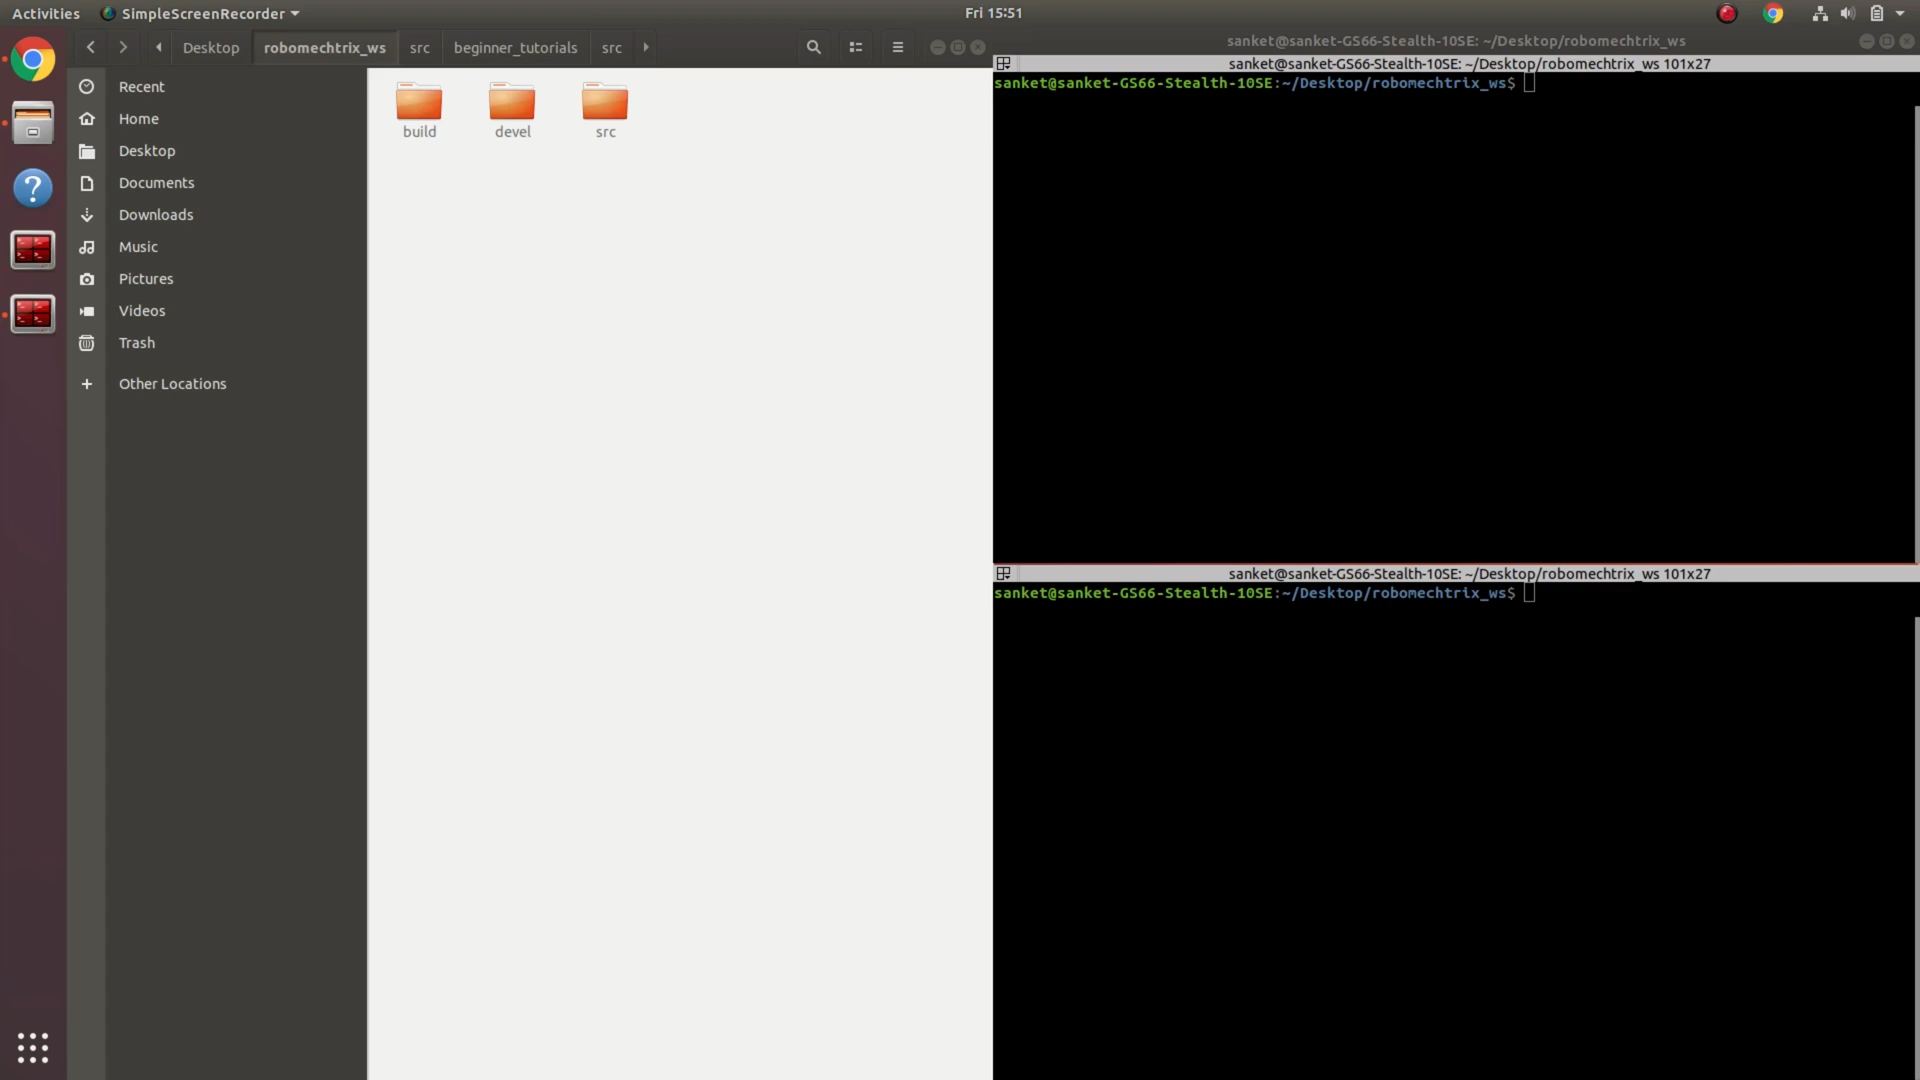 Activities SimpleScreenRecorder Fri 15:51
Desktop robomechtrix_ws src beginner_tutorials src
sanket@sanket-GS66-Stealth-10SE: ~/Desktop/robomechtrix_ws
Recent
Home
Desktop
Documents
Downloads
Music
Pictures
Videos
Trash
Other Locations
build devel src
sanket@sanket-GS66-Stealth-10SE: ~/Desktop/robomechtrix_ws 101x27
sanket@sanket-GS66-Stealth-10SE:~/Desktop/robomechtrix_ws$
sanket@sanket-GS66-Stealth-10SE: ~/Desktop/robomechtrix_ws 101x27
sanket@sanket-GS66-Stealth-10SE:~/Desktop/robomechtrix_ws$